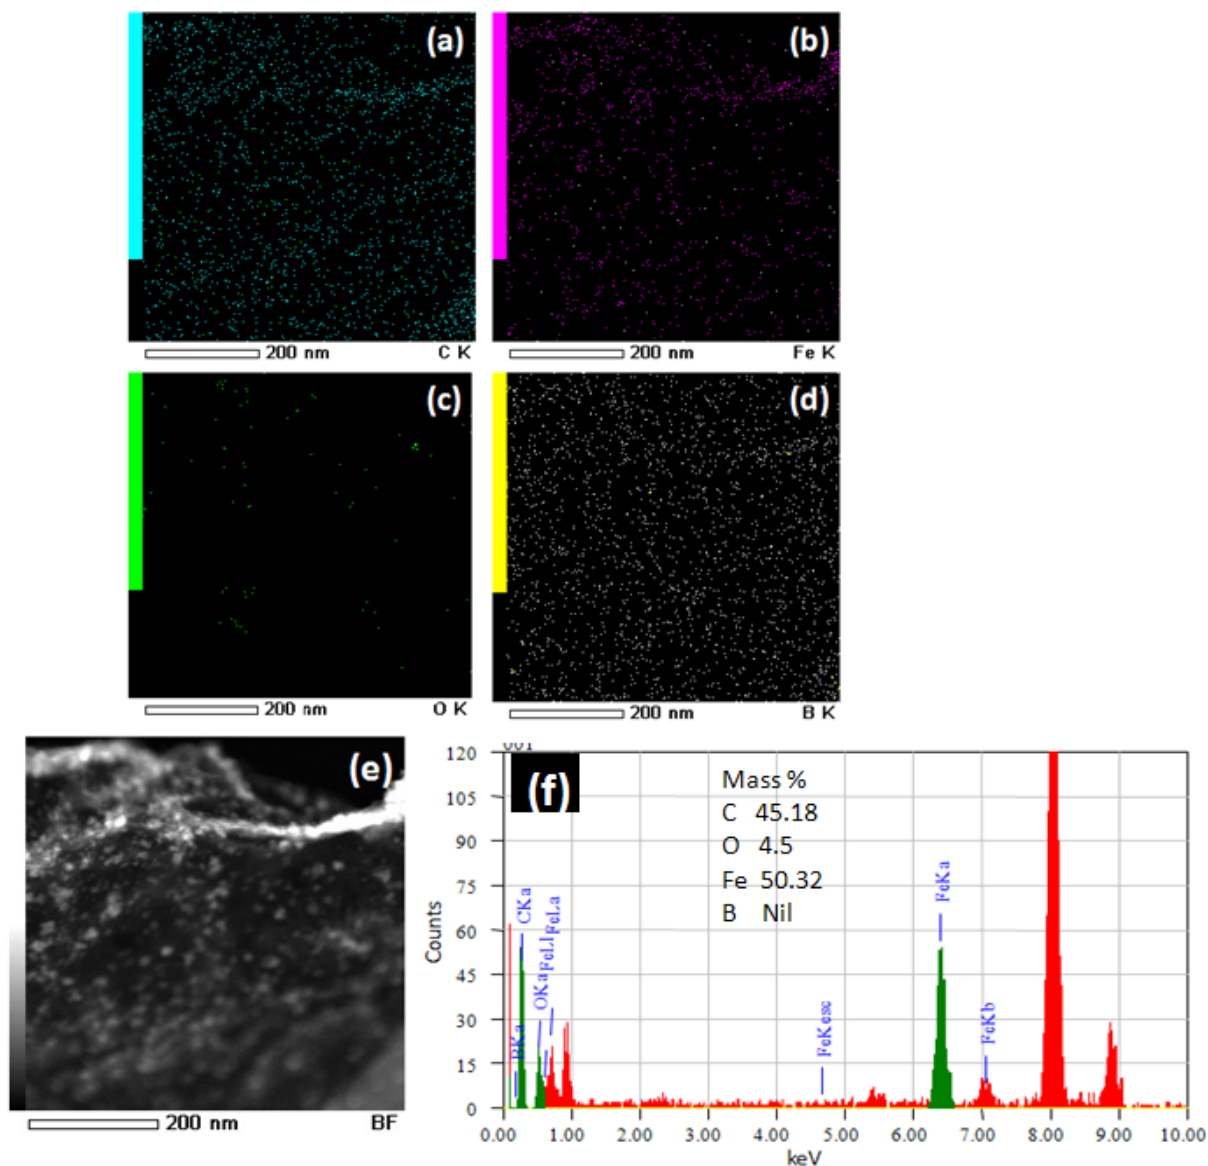 (a)
(b)
200 nm
C K
200 nm
Fe K
(c)
(d)
200 nm
O K
200 nm
B K
(e)
200 nm
BF
001
(f)
Mass %
C 45.18
O 4.5
Fe 50.32
B Nil
BKa
CKa
OKa
FeLl
FeLa
FeKesc
FeKa
FeKb
Counts
120
105
90
75
60
45
30
15
0
0.00 1.00 2.00 3.00 4.00 5.00 6.00 7.00 8.00 9.00 10.00
keV